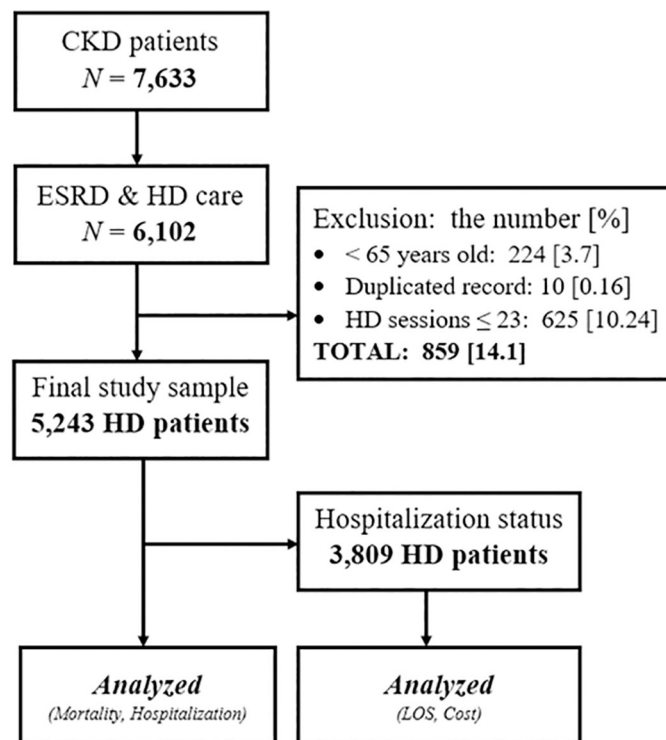 CKD patients
N = 7,633
ESRD & HD care
N = 6,102
Exclusion: the number [%]
• < 65 years old: 224 [3.7]
• Duplicated record: 10 [0.16]
• HD sessions ≤ 23: 625 [10.24]
TOTAL: 859 [14.1]
Final study sample
5,243 HD patients
Hospitalization status
3,809 HD patients
Analyzed
(Mortality, Hospitalization)
Analyzed
(LOS, Cost)